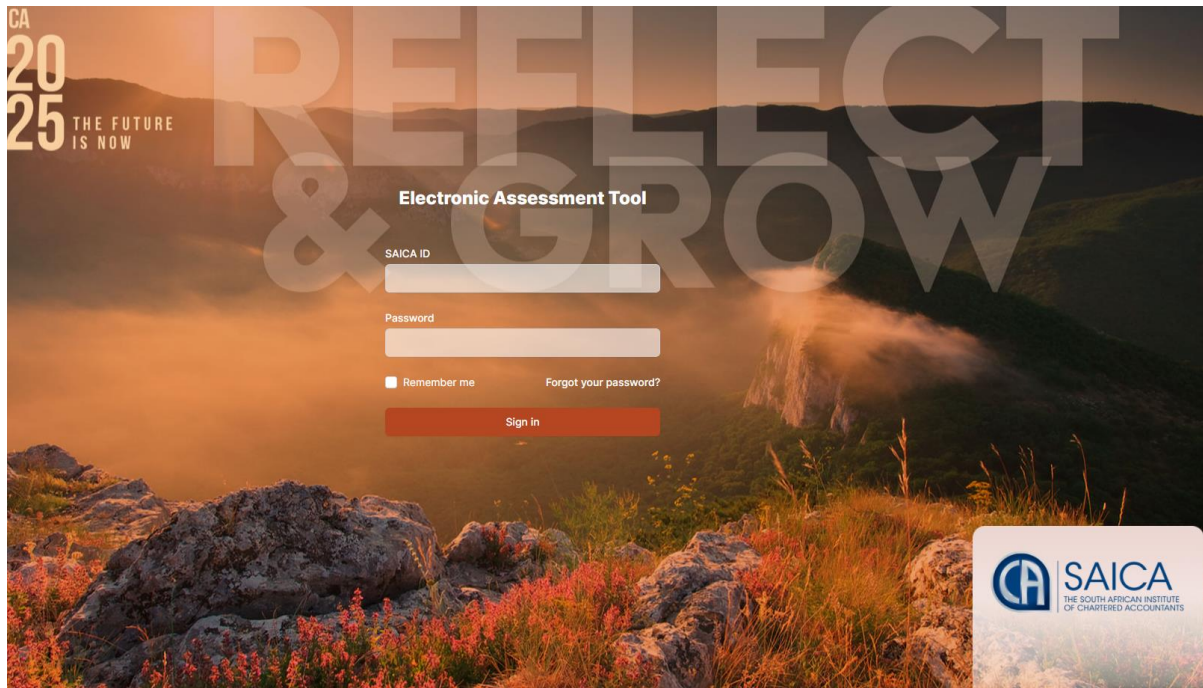 CA
20
25 THE FUTURE
IS NOW
REFLECT
& GROW
Electronic Assessment Tool
SAICA ID
Password
Remember me Forgot your password?
Sign in
CA SAICA
THE SOUTH AFRICAN INSTITUTE
OF CHARTERED ACCOUNTANTS